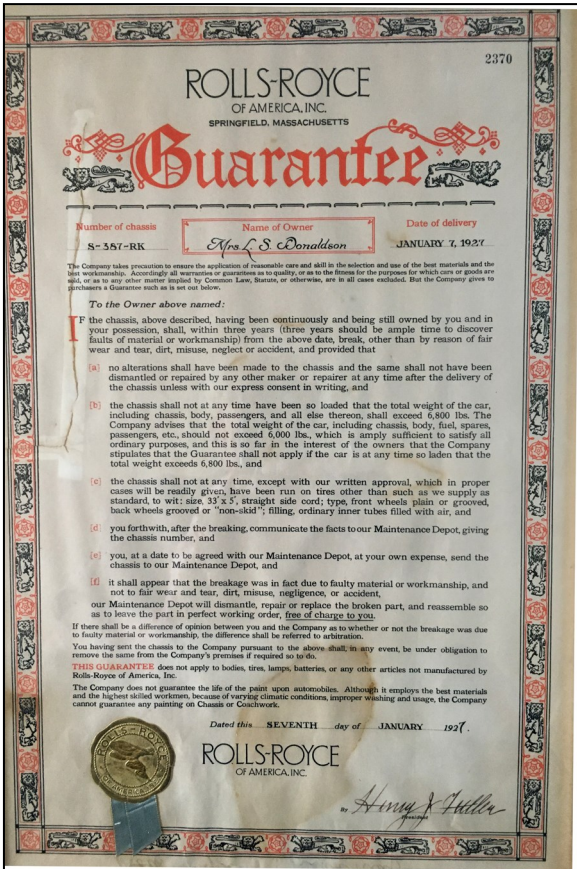 2370
ROLLS-ROYCE
OF AMERICA, INC.
SPRINGFIELD, MASSACHUSETTS
Guarantee
Number of chassis
Name of Owner
Date of delivery
S-387-RK
Mrs L. S. Donaldson
JANUARY 7, 1927
The Company takes precaution to ensure the application of reasonable care and skill in the selection and use of the best materials and the
best workmanship. Accordingly all warranties or guarantees as to quality, or as to the fitness for the purposes for which cars or goods are
sold, or as to any other matter implied by Common Law, Statute, or otherwise, are in all cases excluded. But the Company gives to
purchasers a Guarantee such as is set out below.
To the Owner above named:
IF the chassis, above described, having been continuously and being still owned by you and in
your possession, shall, within three years (three years should be ample time to discover
faults of material or workmanship) from the above date, break, other than by reason of fair
wear and tear, dirt, misuse, neglect or accident, and provided that
[a] no alterations shall have been made to the chassis and the same shall not have been
dismantled or repaired by any other maker or repairer at any time after the delivery of
the chassis unless with our express consent in writing, and
[b] the chassis shall not at any time have been so loaded that the total weight of the car,
including chassis, body, passengers, and all else thereon, shall exceed 6,800 lbs. The
Company advises that the total weight of the car, including chassis, body, fuel, spares,
passengers, etc., should not exceed 6,000 lbs., which is amply sufficient to satisfy all
ordinary purposes, and this is so far in the interest of the owners that the Company
stipulates that the Guarantee shall not apply if the car is at any time so laden that the
total weight exceeds 6,800 lbs., and
[c] the chassis shall not at any time, except with our written approval, which in proper
cases will be readily given, have been run on tires other than such as we supply as
standard, to wit: size, 33" x 5", straight side cord; type, front wheels plain or grooved,
back wheels grooved or "non-skid"; filling, ordinary inner tubes filled with air, and
[d] you forthwith, after the breaking, communicate the facts to our Maintenance Depot, giving
the chassis number, and
[e] you, at a date to be agreed with our Maintenance Depot, at your own expense, send the
chassis to our Maintenance Depot, and
[f] it shall appear that the breakage was in fact due to faulty material or workmanship, and
not to fair wear and tear, dirt, misuse, negligence, or accident,
our Maintenance Depot will dismantle, repair or replace the broken part, and reassemble so
as to leave the part in perfect working order, free of charge to you.
If there shall be a difference of opinion between you and the Company as to whether or not the breakage was due
to faulty material or workmanship, the difference shall be referred to arbitration.
You having sent the chassis to the Company pursuant to the above shall, in any event, be under obligation to
remove the same from the Company's premises if required so to do.
THIS GUARANTEE does not apply to bodies, tires, lamps, batteries, or any other articles not manufactured by
Rolls-Royce of America, Inc.
The Company does not guarantee the life of the paint upon automobiles. Although it employs the best materials
and the highest skilled workmen, because of varying climatic conditions, improper washing and usage, the Company
cannot guarantee any painting on Chassis or Coachwork.
Dated this SEVENTH day of JANUARY 1927.
ROLLS-ROYCE
OF AMERICA, INC.
ROLLS-ROYCE
OF AMERICA
BY Henry J. Fuller
PRESIDENT